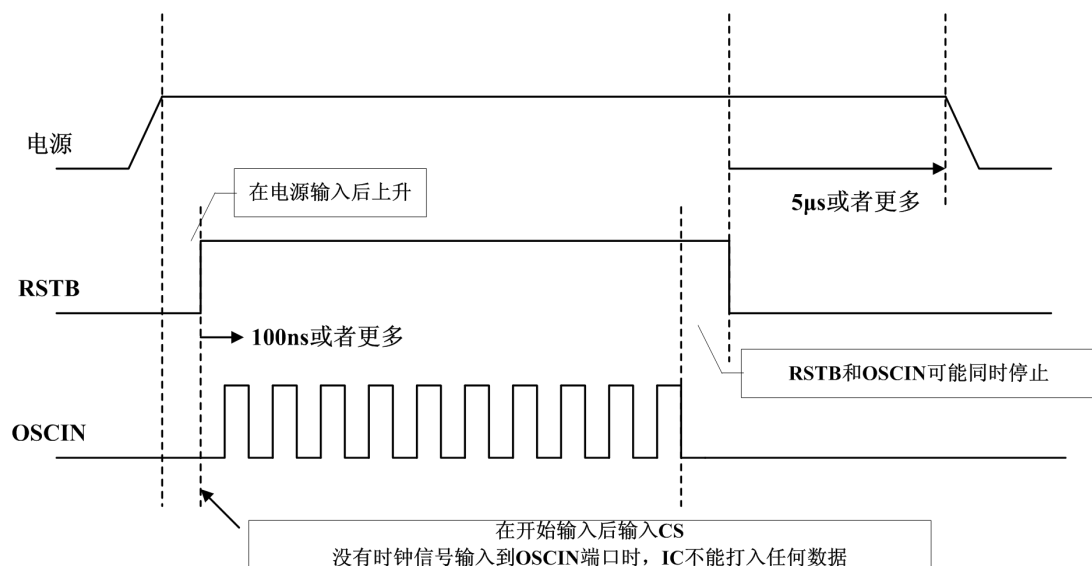 电源
在电源输入后上升
5μs或者更多
RSTB
100ns或者更多
RSTB和OSCIN可能同时停止
OSCIN
在开始输入后输入CS
没有时钟信号输入到OSCIN端口时，IC不能打入任何数据